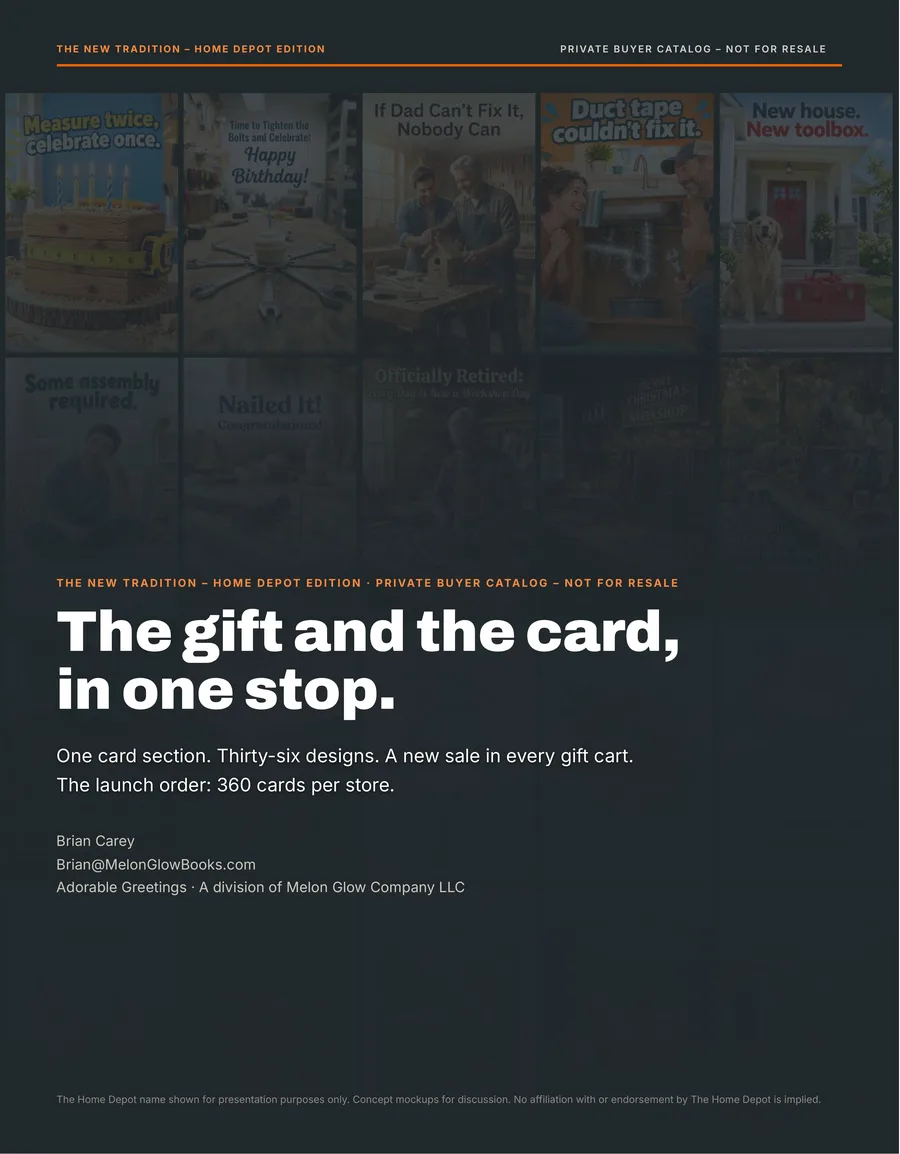 THE NEW TRADITION – HOME DEPOT EDITION
PRIVATE BUYER CATALOG – NOT FOR RESALE
Measure twice,
celebrate once.
Time to Tighten the
Bolts and Celebrate!
Happy
Birthday!
If Dad Can't Fix It,
Nobody Can
Duct tape
couldn't fix it.
New house.
New toolbox.
Some assembly
required.
Nailed It!
Congratulations!
Officially Retired:
CHRISTMAS
WORKSHOP
THE NEW TRADITION – HOME DEPOT EDITION · PRIVATE BUYER CATALOG – NOT FOR RESALE
The gift and the card,
in one stop.
One card section. Thirty-six designs. A new sale in every gift cart.
The launch order: 360 cards per store.
Brian Carey
Brian@MelonGlowBooks.com
Adorable Greetings · A division of Melon Glow Company LLC
The Home Depot name shown for presentation purposes only. Concept mockups for discussion. No affiliation with or endorsement by The Home Depot is implied.